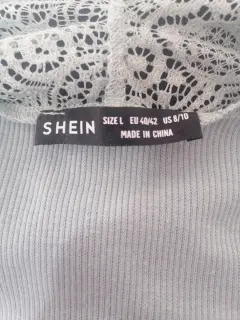 SHEIN
SIZE L EU 40/42 US 8/10
MADE IN CHINA